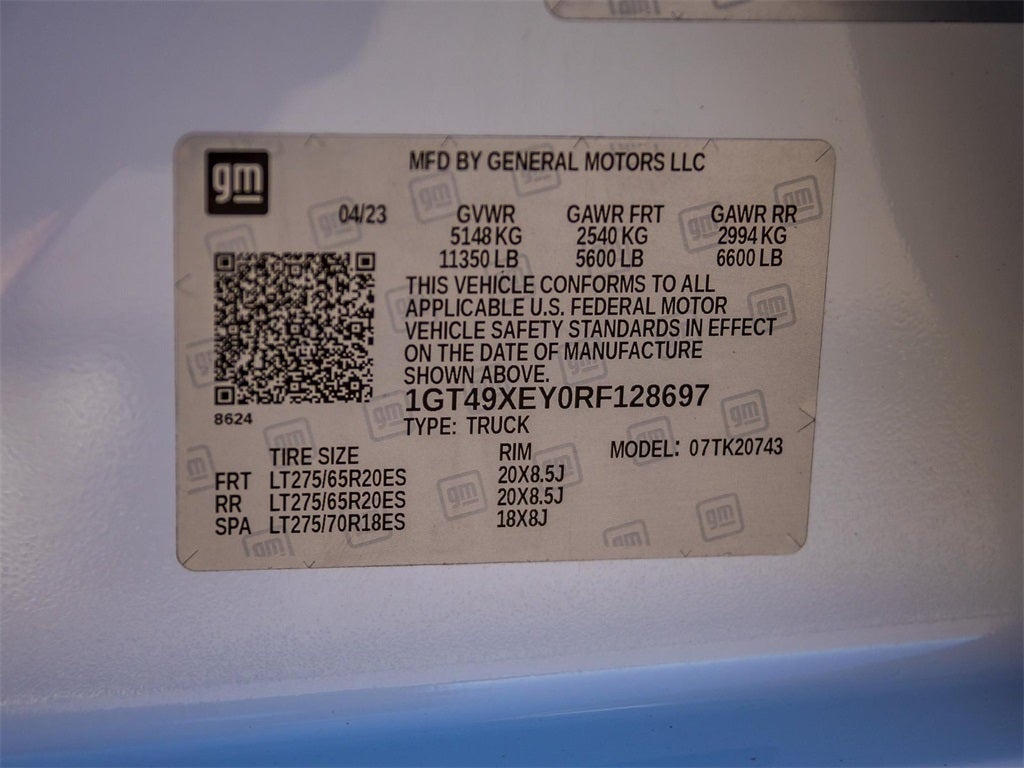 gm
MFD BY GENERAL MOTORS LLC
04/23 GVWR GAWR FRT GAWR RR
5148 KG 2540 KG 2994 KG
11350 LB 5600 LB 6600 LB
THIS VEHICLE CONFORMS TO ALL
APPLICABLE U.S. FEDERAL MOTOR
VEHICLE SAFETY STANDARDS IN EFFECT
ON THE DATE OF MANUFACTURE
SHOWN ABOVE.
8624
1GT49XEY0RF128697
TYPE: TRUCK
TIRE SIZE RIM MODEL: 07TK20743
FRT LT275/65R20ES 20X8.5J
RR LT275/65R20ES 20X8.5J
SPA LT275/70R18ES 18X8J